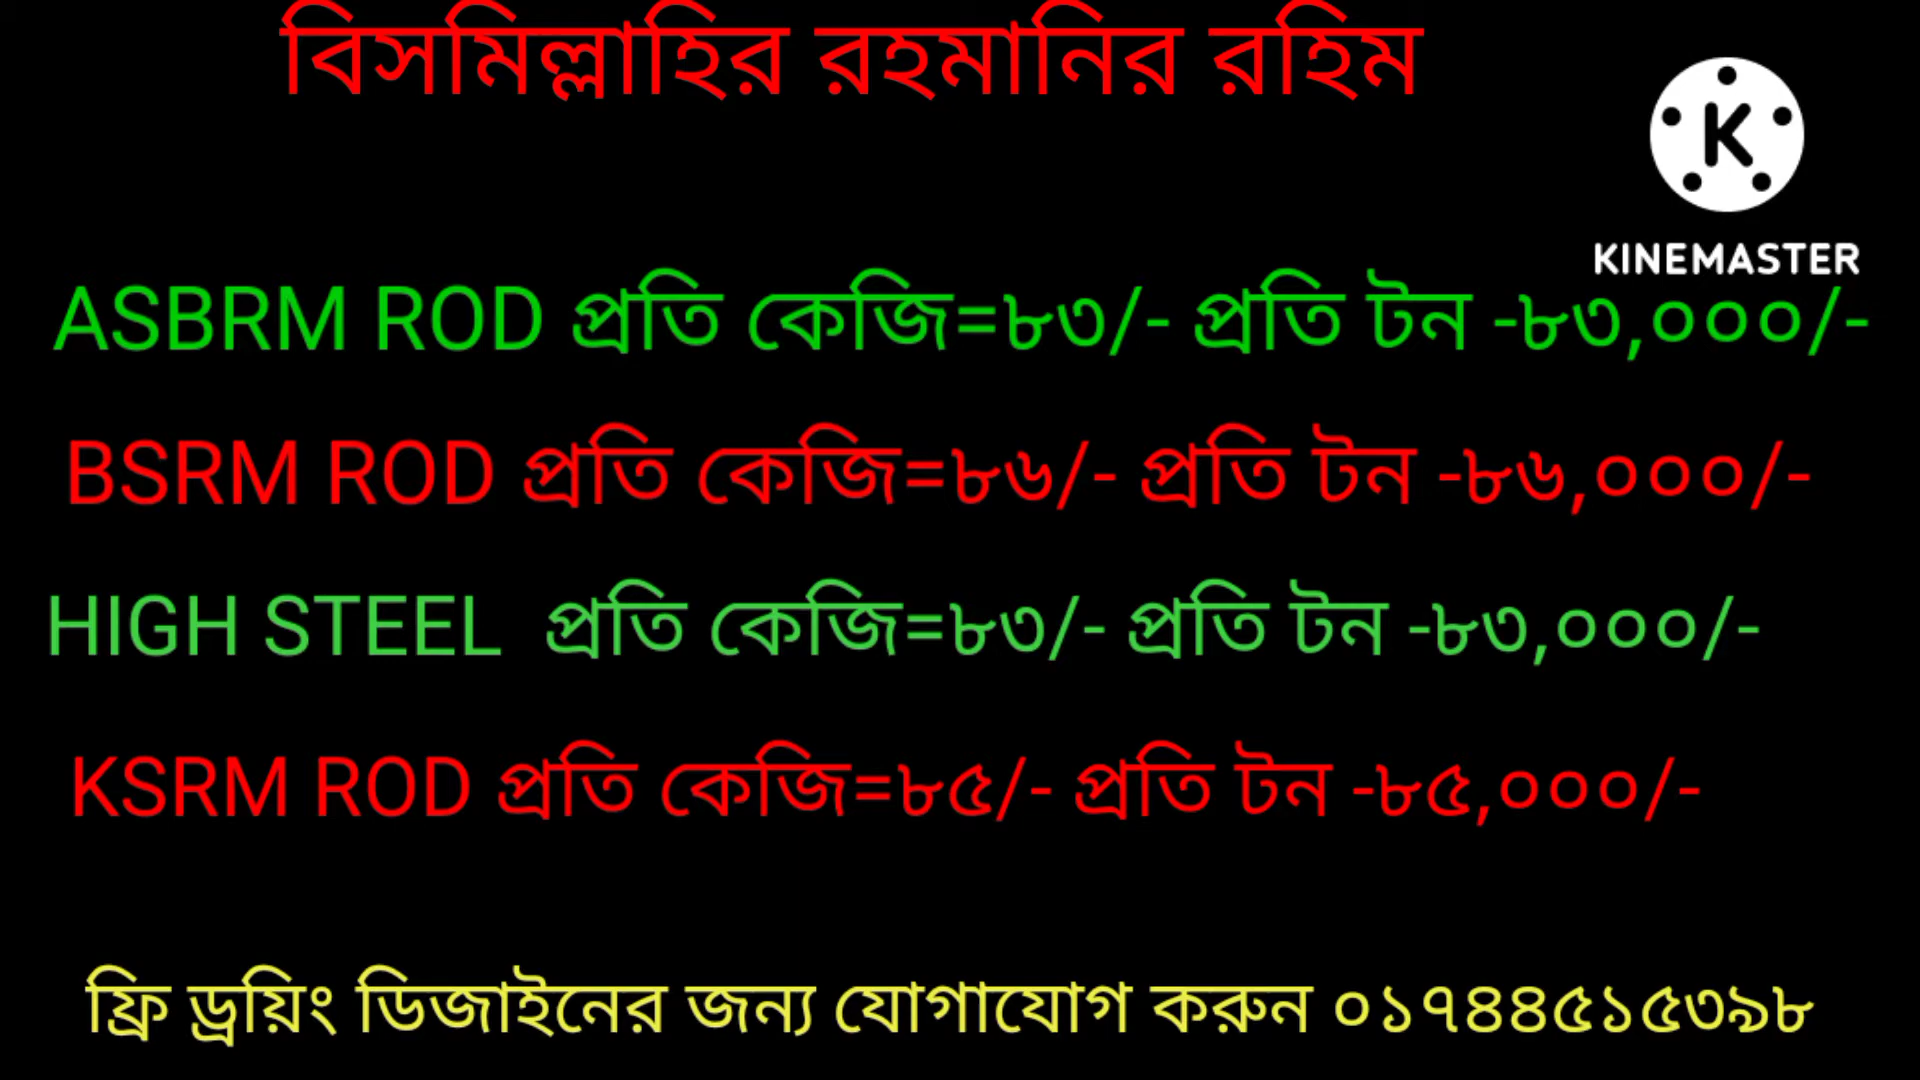 বিসমিল্লাহির রহমানির রহিম
K
KINEMASTER
ASBRM ROD প্রতি কেজি=৮৩/- প্রতি টন -৮৩,০০০/-
BSRM ROD প্রতি কেজি=৮৬/- প্রতি টন -৮৬,০০০/-
HIGH STEEL প্রতি কেজি=৮৩/- প্রতি টন -৮৩,০০০/-
KSRM ROD প্রতি কেজি=৮৫/- প্রতি টন -৮৫,০০০/-
ফ্রি ড্রয়িং ডিজাইনের জন্য যোগাযোগ করুন ০১৭৪৪৫১৫৩৯৮